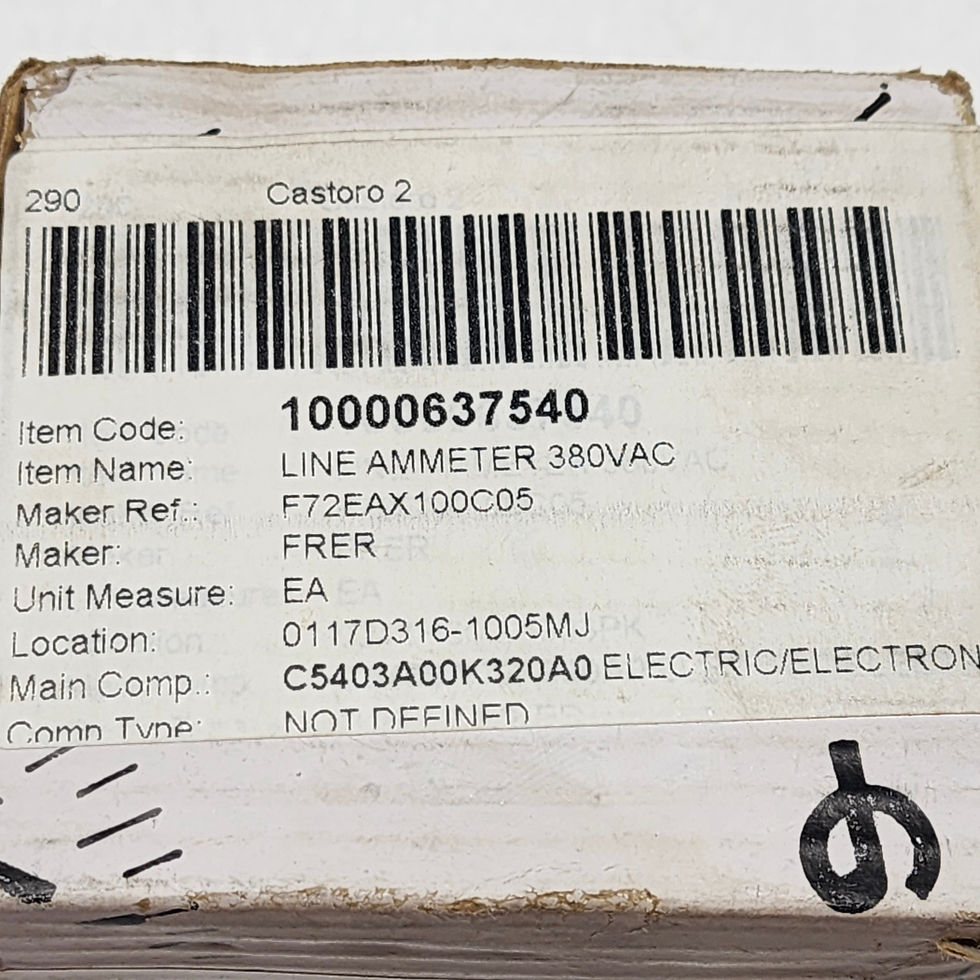 290 Castoro 2
Item Code: 10000637540
Item Name: LINE AMMETER 380VAC
Maker Ref.: F72EAX100C05
Maker: FRER
Unit Measure: EA
Location: 0117D316-1005MJ
Main Comp.: C5403A00K320A0 ELECTRIC/ELECTRON
Comp Type: NOT DEFINED